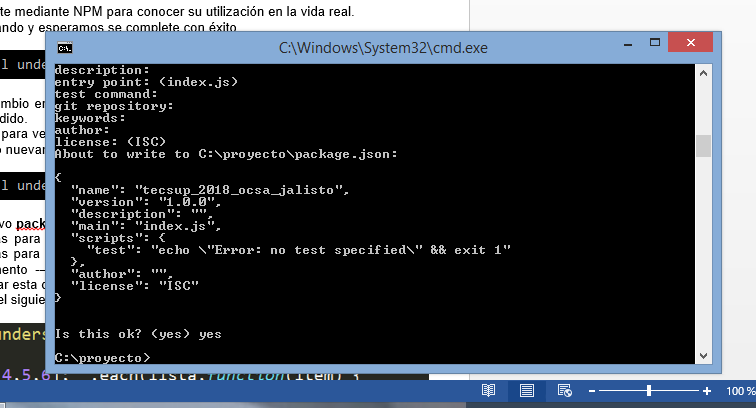 te mediante NPM para conocer su utilización en la vida real.
ando y esperamos se complete con éxito
C:\Windows\System32\cmd.exe
l unde
description:
entry point: (index.js)
test command:
git repository:
keywords:
author:
license: (ISC)
About to write to C:\proyecto\package.json:
{
"name": "tecsup_2018_ocsa_jalisto",
"version": "1.0.0",
"description": "",
"main": "index.js",
"scripts": {
"test": "echo \"Error: no test specified\" && exit 1"
},
"author": "",
"license": "ISC"
}
Is this ok? (yes) yes
C:\proyecto>
mbio en
dido.
para ve
o nuevar
l unde
vo pack
as para
as para
mento --
ar esta
el siguie
unders
4.5.6]: .each(lista.function(item) {
100 %